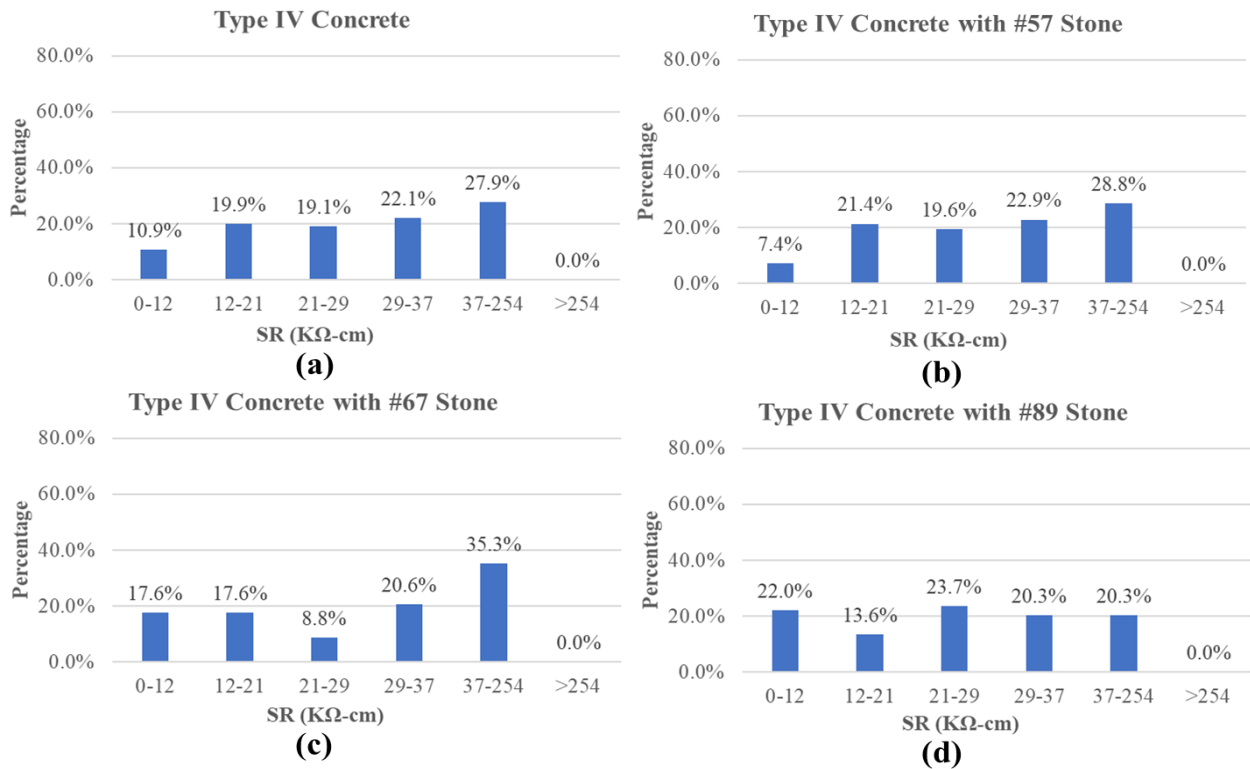 Type IV Concrete
80.0%
60.0%
40.0%
20.0%
0.0%
Percentage
10.9%
19.9%
19.1%
22.1%
27.9%
0.0%
0-12 12-21 21-29 29-37 37-254 >254
SR (KΩ-cm)
(a)
Type IV Concrete with #57 Stone
80.0%
60.0%
40.0%
20.0%
0.0%
Percentage
7.4%
21.4%
19.6%
22.9%
28.8%
0.0%
0-12 12-21 21-29 29-37 37-254 >254
SR (KΩ-cm)
(b)
Type IV Concrete with #67 Stone
80.0%
60.0%
40.0%
20.0%
0.0%
Percentage
17.6%
17.6%
8.8%
20.6%
35.3%
0.0%
0-12 12-21 21-29 29-37 37-254 >254
SR (KΩ-cm)
(c)
Type IV Concrete with #89 Stone
80.0%
60.0%
40.0%
20.0%
0.0%
Percentage
22.0%
13.6%
23.7%
20.3%
20.3%
0.0%
0-12 12-21 21-29 29-37 37-254 >254
SR (KΩ-cm)
(d)